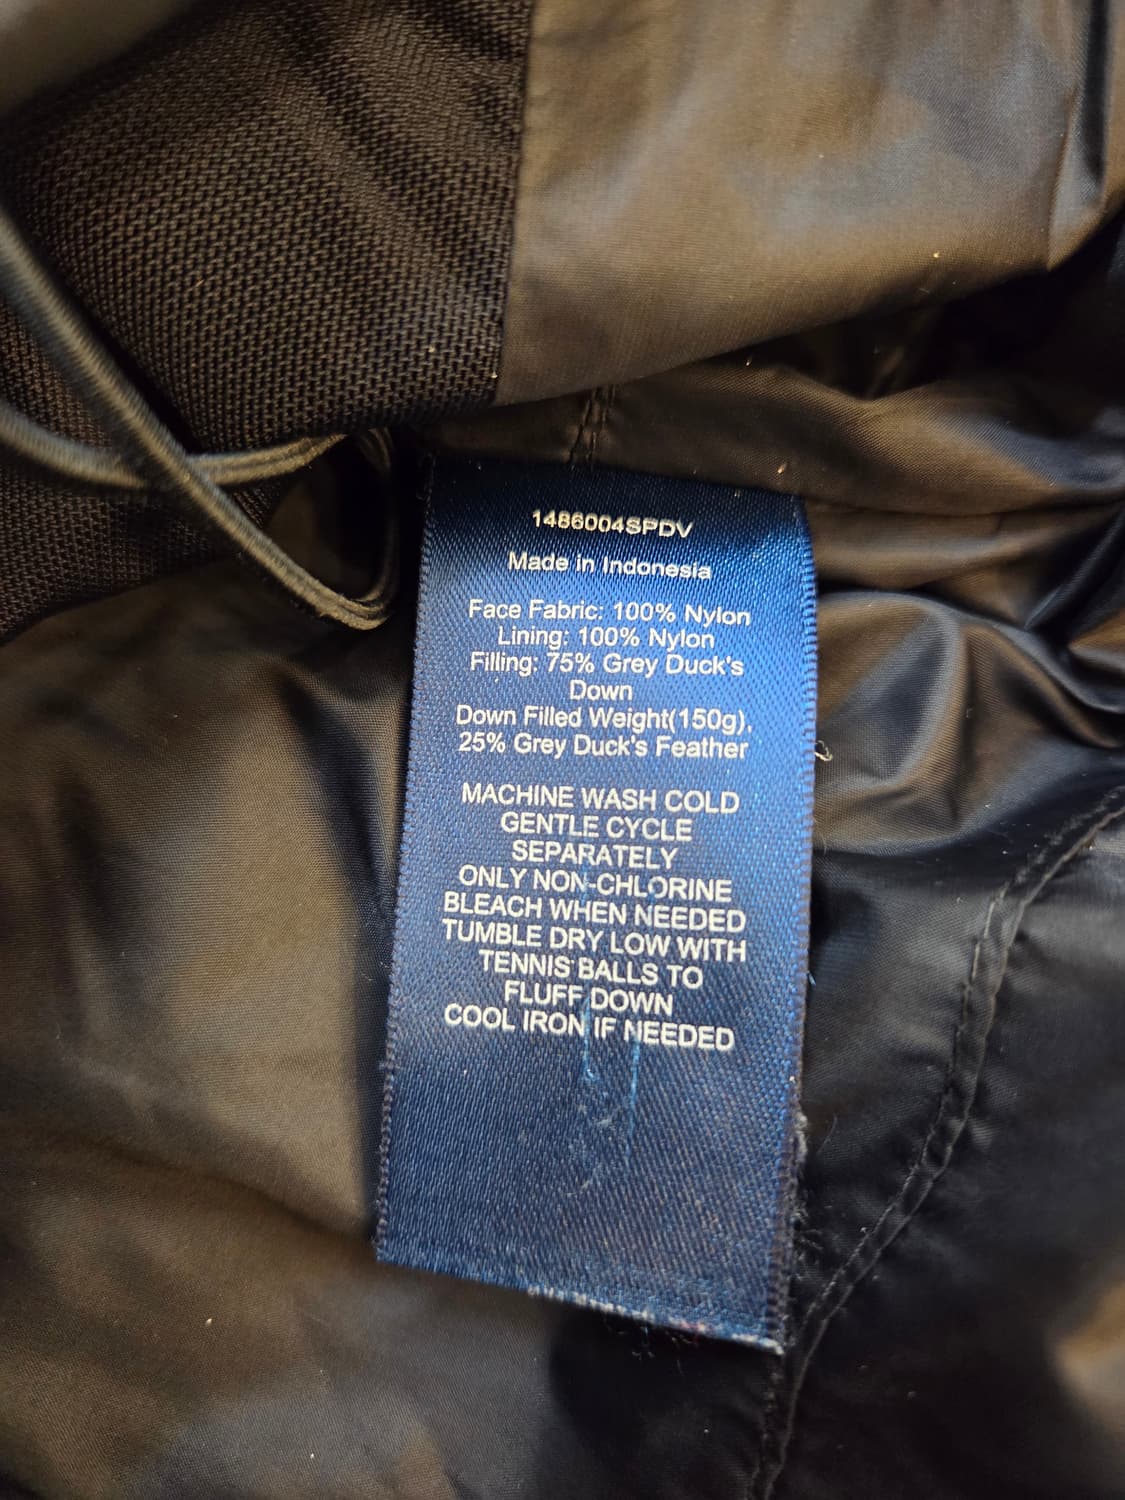 1486004SPDV
Made in Indonesia
Face Fabric: 100% Nylon
Lining: 100% Nylon
Filling: 75% Grey Duck's
Down
Down Filled Weight(150g),
25% Grey Duck's Feather
MACHINE WASH COLD
GENTLE CYCLE
SEPARATELY
ONLY NON-CHLORINE
BLEACH WHEN NEEDED
TUMBLE DRY LOW WITH
TENNIS BALLS TO
FLUFF DOWN
COOL IRON IF NEEDED